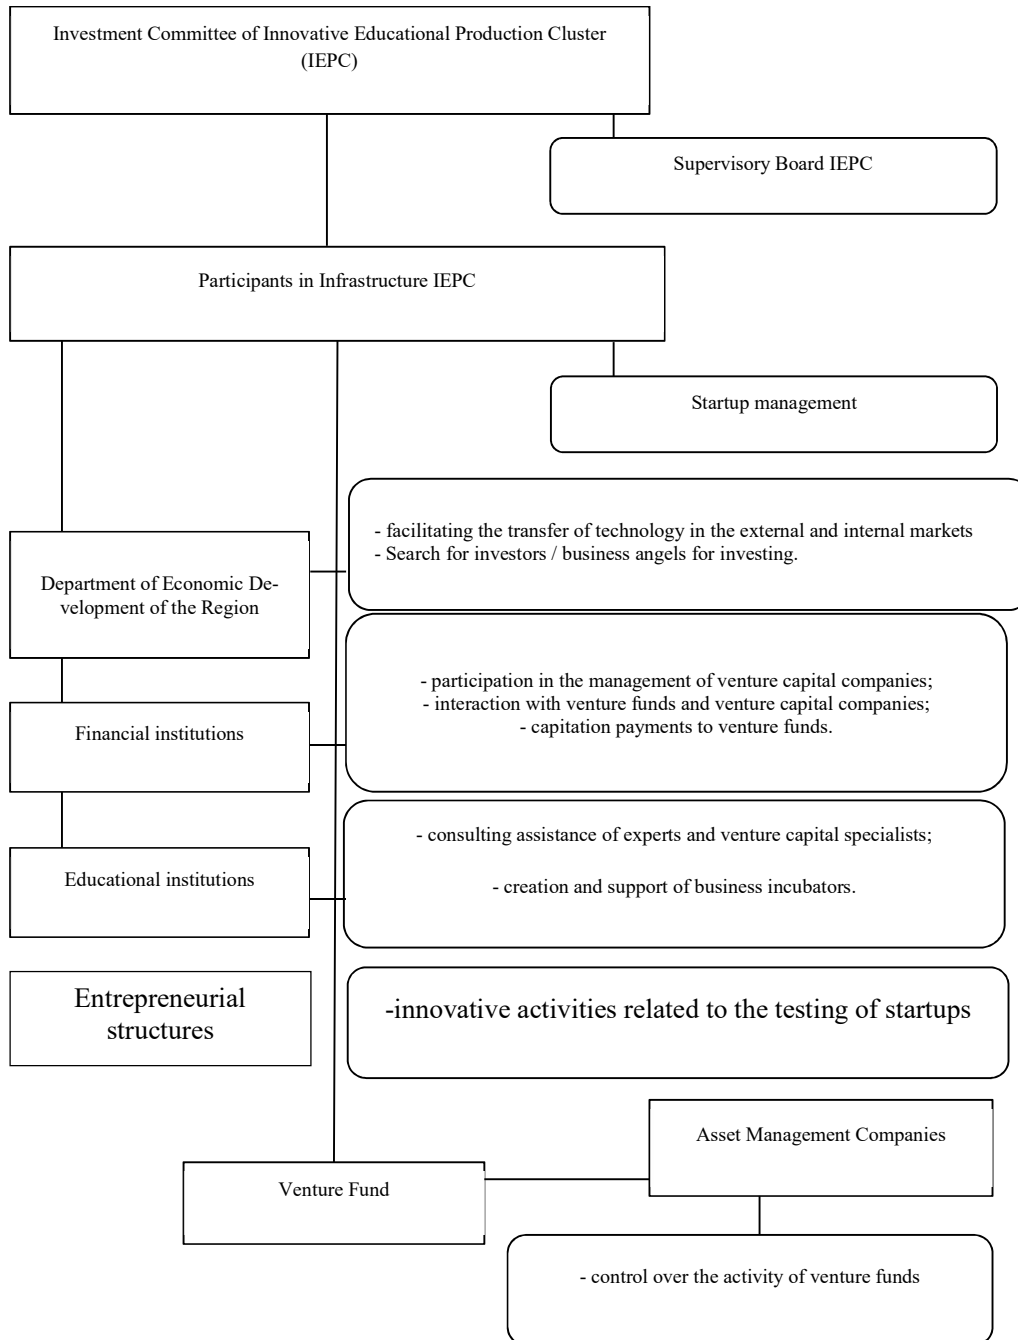 Investment Committee of Innovative Educational Production Cluster
(IEPC)
Supervisory Board IEPC
Participants in Infrastructure IEPC
Startup management
- facilitating the transfer of technology in the external and internal markets
- Search for investors / business angels for investing.
Department of Economic De-
velopment of the Region
- participation in the management of venture capital companies;
- interaction with venture funds and venture capital companies;
- capitation payments to venture funds.
Financial institutions
- consulting assistance of experts and venture capital specialists;
- creation and support of business incubators.
Educational institutions
Entrepreneurial
structures
-innovative activities related to the testing of startups
Asset Management Companies
Venture Fund
- control over the activity of venture funds